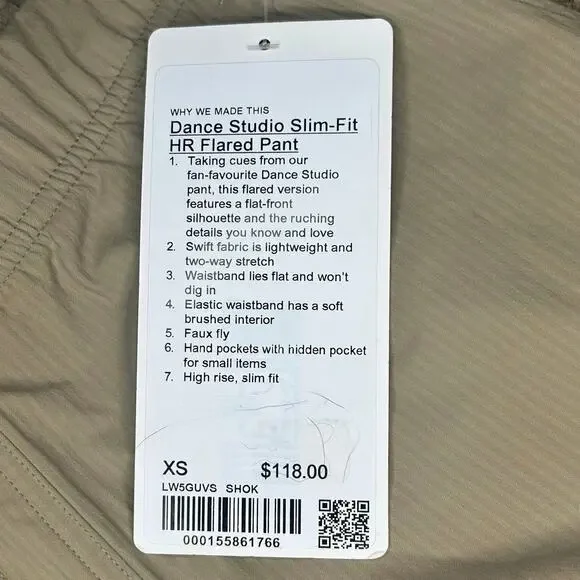 WHY WE MADE THIS
Dance Studio Slim-Fit
HR Flared Pant
1. Taking cues from our
fan-favourite Dance Studio
pant, this flared version
features a flat-front
silhouette and the ruching
details you know and love
2. Swift fabric is lightweight and
two-way stretch
3. Waistband lies flat and won't
dig in
4. Elastic waistband has a soft
brushed interior
5. Faux fly
6. Hand pockets with hidden pocket
for small items
7. High rise, slim fit
XS $118.00
LW5GUVS SHOK
000155861766